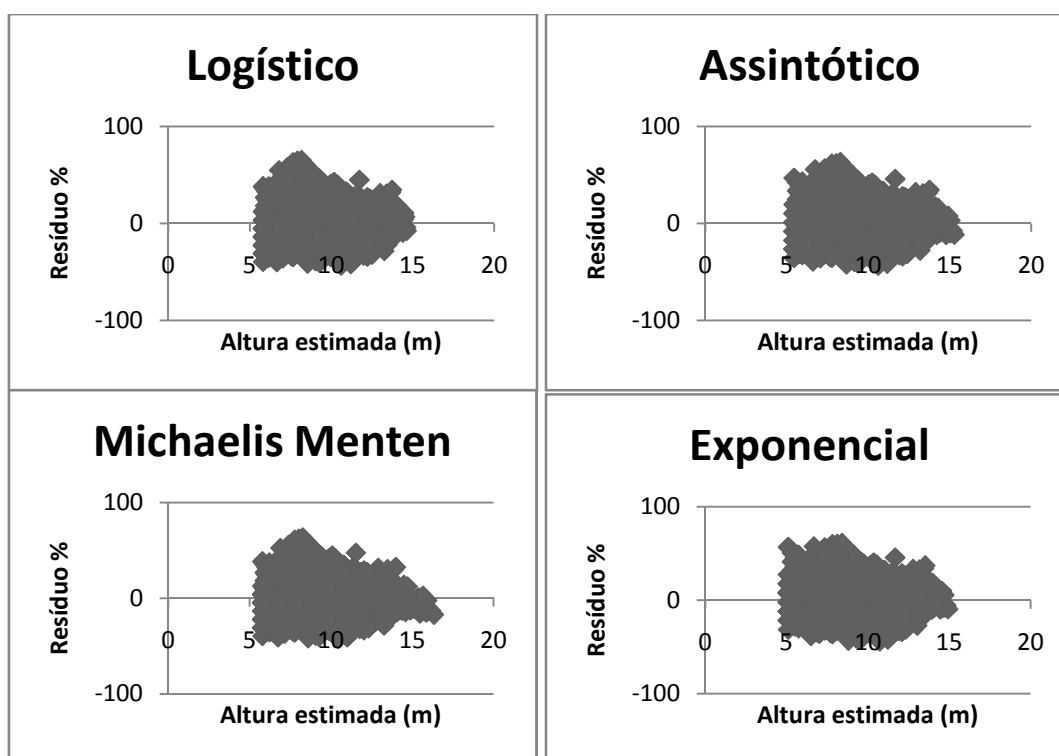 Logístico
100
0
-100
Resíduo %
0 5 10 15 20
Altura estimada (m)
Assintótico
100
0
-100
Resíduo %
0 5 10 15 20
Altura estimada (m)
Michaelis Menten
100
0
-100
Resíduo %
0 5 10 15 20
Altura estimada (m)
Exponencial
100
0
-100
Resíduo %
0 5 10 15 20
Altura estimada (m)